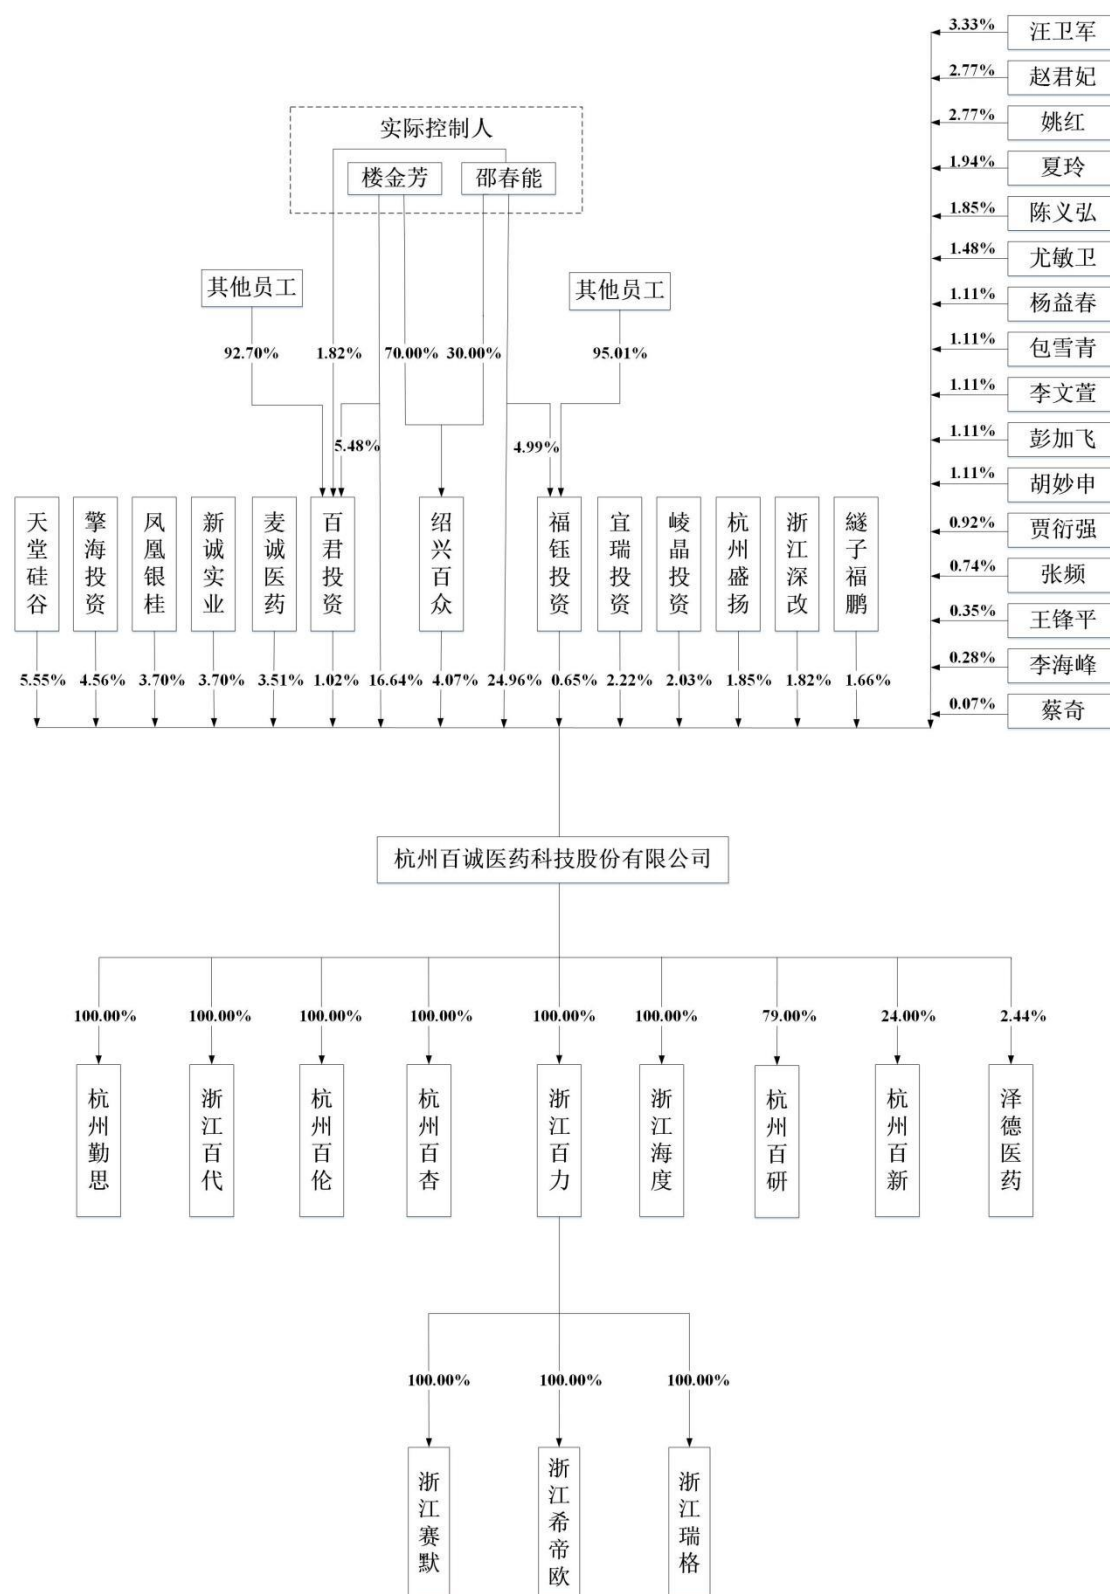 3.33% 汪卫军
2.77% 赵君妃
2.77% 姚红
1.94% 夏玲
1.85% 陈义弘
1.48% 尤敏卫
1.11% 杨益春
1.11% 包雪青
1.11% 李文萱
1.11% 彭加飞
1.11% 胡妙申
0.92% 贾衍强
0.74% 张频
0.35% 王锋平
0.28% 李海峰
0.07% 蔡奇
实际控制人
楼金芳 邵春能
其他员工 其他员工
92.70% 1.82% 70.00% 30.00% 95.01%
5.48% 4.99%
天堂硅谷
擎海投资
凤凰银桂
新诚实业
麦诚医药
百君投资
绍兴百众
福钰投资
宜瑞投资
崚晶投资
杭州盛扬
浙江深改
繸子福鹏
5.55% 4.56% 3.70% 3.70% 3.51% 1.02% 16.64% 4.07% 24.96% 0.65% 2.22% 2.03% 1.85% 1.82% 1.66%
杭州百诚医药科技股份有限公司
100.00% 100.00% 100.00% 100.00% 100.00% 100.00% 79.00% 24.00% 2.44%
杭州勤思
浙江百代
杭州百伦
杭州百杏
浙江百力
浙江海度
杭州百研
杭州百新
泽德医药
100.00% 100.00% 100.00%
浙江赛默
浙江希帝欧
浙江瑞格